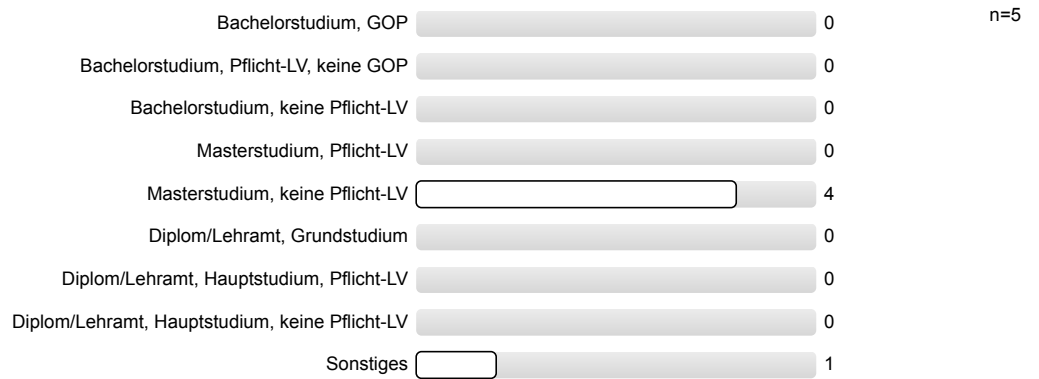 Bachelorstudium, GOP 0 n=5
Bachelorstudium, Pflicht-LV, keine GOP 0
Bachelorstudium, keine Pflicht-LV 0
Masterstudium, Pflicht-LV 0
Masterstudium, keine Pflicht-LV 4
Diplom/Lehramt, Grundstudium 0
Diplom/Lehramt, Hauptstudium, Pflicht-LV 0
Diplom/Lehramt, Hauptstudium, keine Pflicht-LV 0
Sonstiges 1